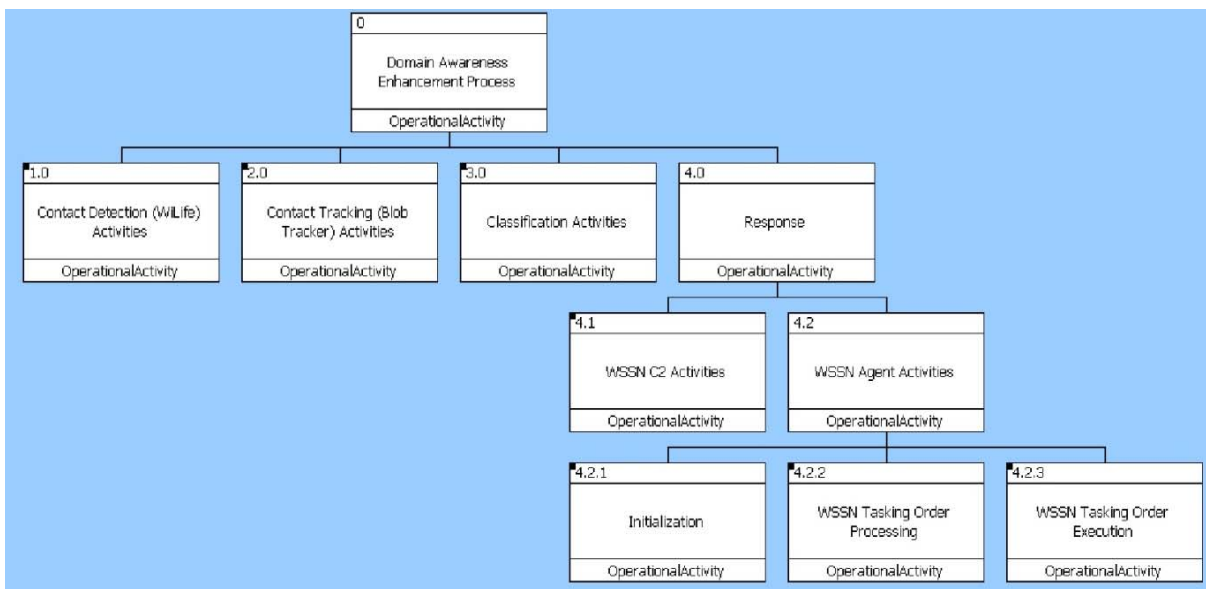 0
Domain Awareness
Enhancement Process
OperationalActivity
1.0
Contact Detection (WiLife)
Activities
OperationalActivity
2.0
Contact Tracking (Blob
Tracker) Activities
OperationalActivity
3.0
Classification Activities
OperationalActivity
4.0
Response
OperationalActivity
4.1
WSSN C2 Activities
OperationalActivity
4.2
WSSN Agent Activities
OperationalActivity
4.2.1
Initialization
OperationalActivity
4.2.2
WSSN Tasking Order
Processing
OperationalActivity
4.2.3
WSSN Tasking Order
Execution
OperationalActivity